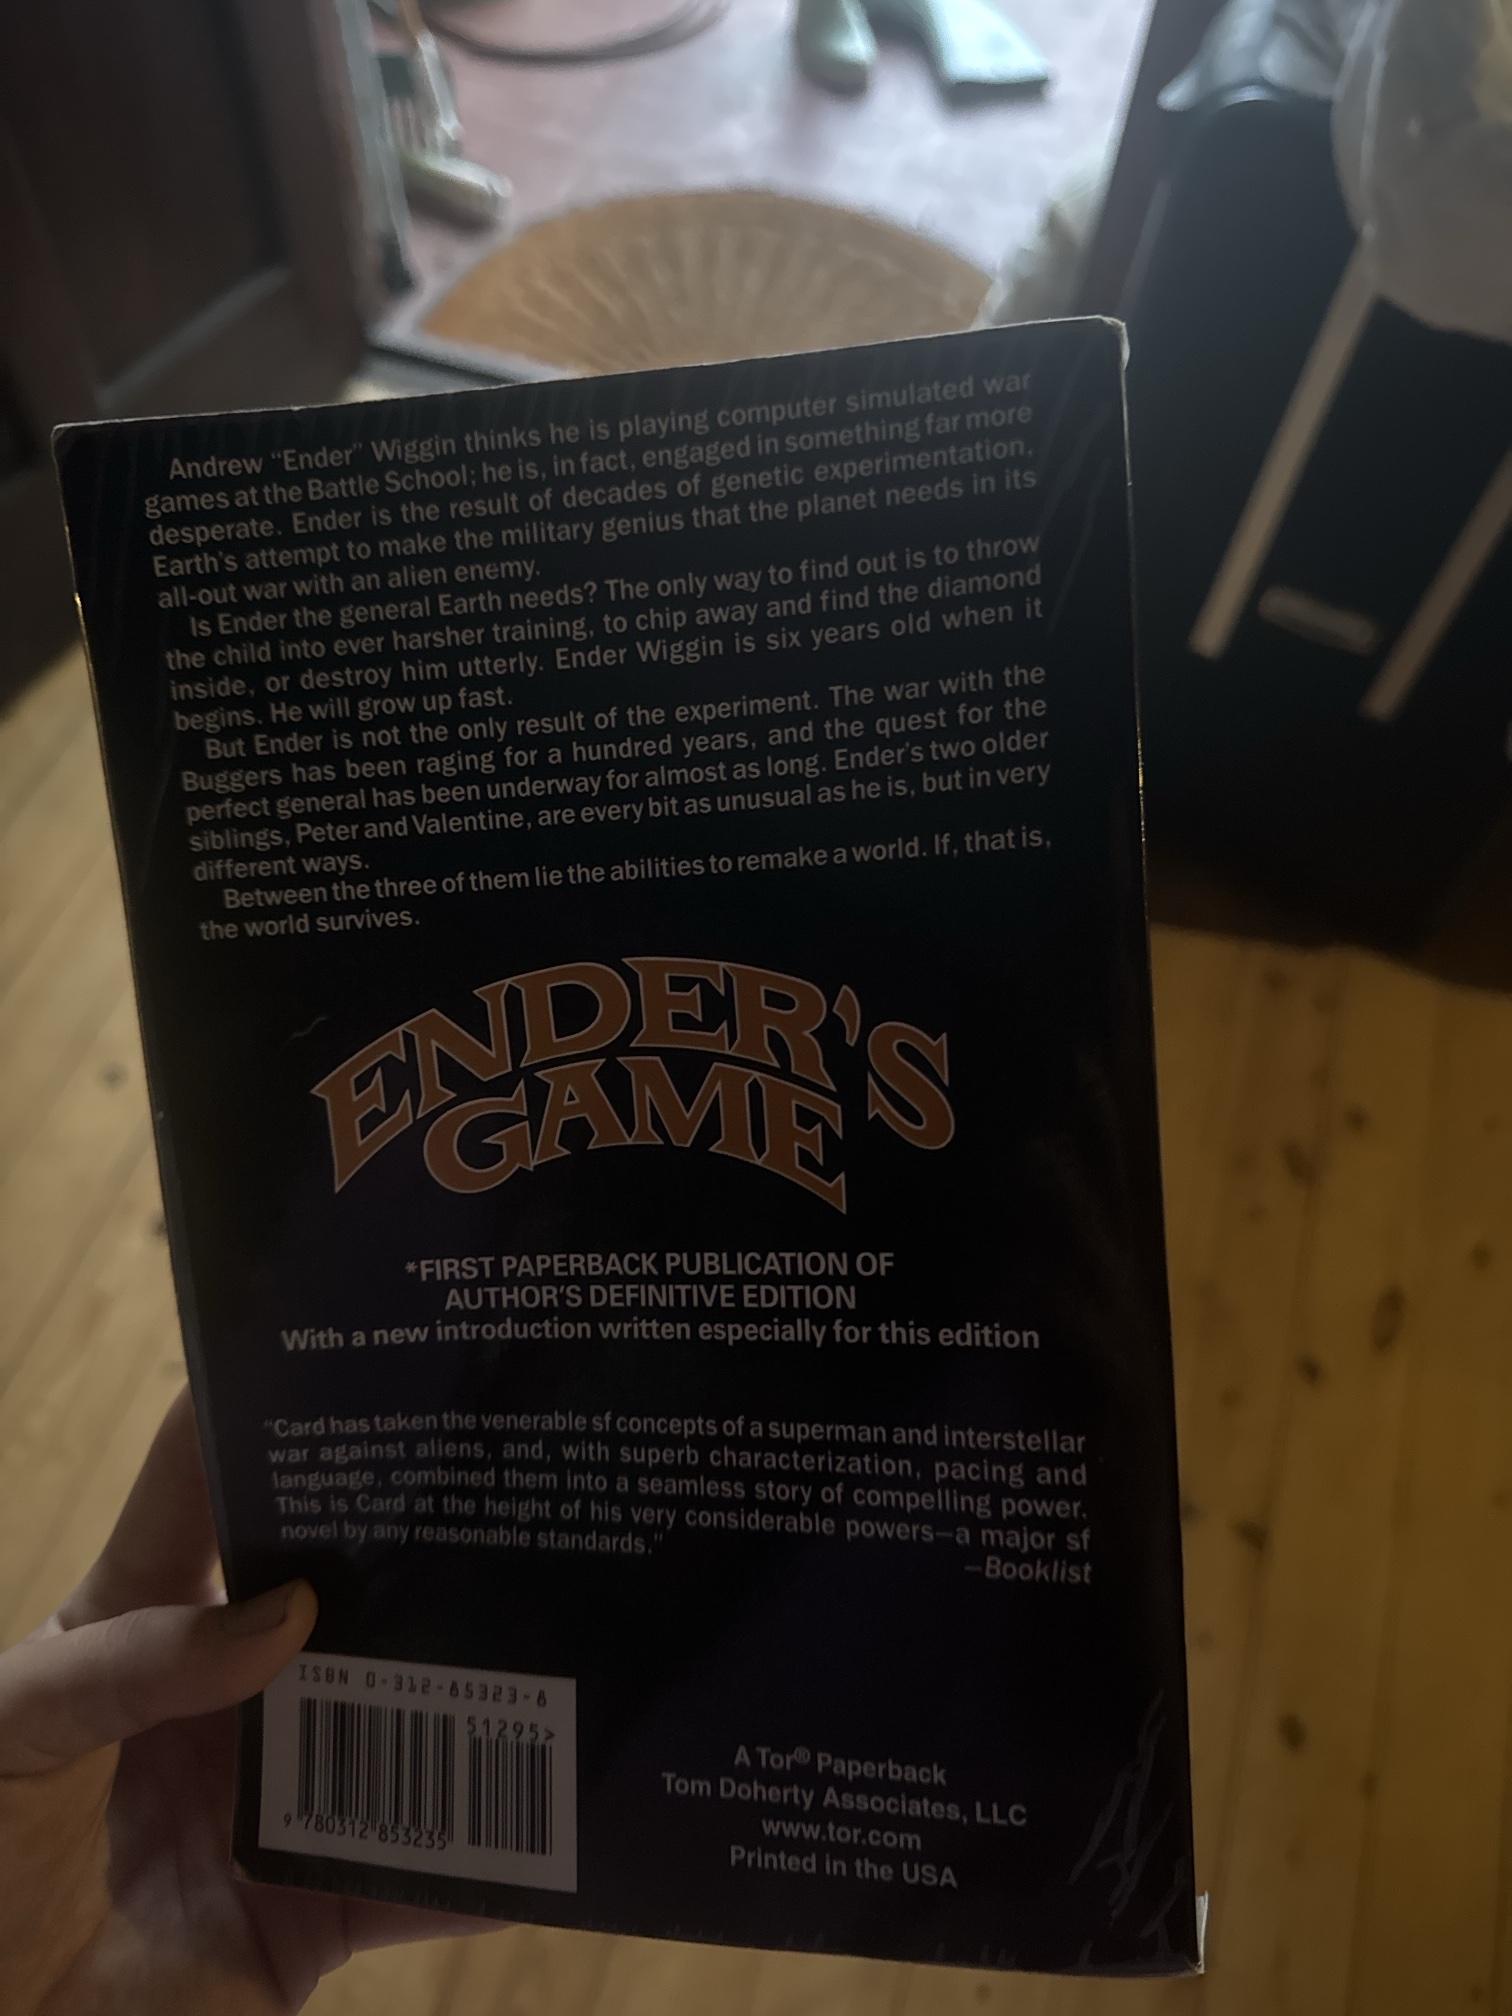 Andrew "Ender" Wiggin thinks he is playing computer simulated war
games at the Battle School; he is, in fact, engaged in something far more
desperate. Ender is the result of decades of genetic experimentation,
Earth's attempt to make the military genius that the planet needs in its
all-out war with an alien enemy.
Is Ender the general Earth needs? The only way to find out is to throw
the child into ever harsher training, to chip away and find the diamond
inside, or destroy him utterly. Ender Wiggin is six years old when it
begins. He will grow up fast.
But Ender is not the only result of the experiment. The war with the
Buggers has been raging for a hundred years, and the quest for the
perfect general has been underway for almost as long. Ender's two older
siblings, Peter and Valentine, are every bit as unusual as he is, but in very
different ways.
Between the three of them lie the abilities to remake a world. If, that is,
the world survives.
ENDER'S
GAME
*FIRST PAPERBACK PUBLICATION OF
AUTHOR'S DEFINITIVE EDITION
With a new introduction written especially for this edition
"Card has taken the venerable sf concepts of a superman and interstellar
war against aliens, and, with superb characterization, pacing and
language, combined them into a seamless story of compelling power.
This is Card at the height of his very considerable powers—a major sf
novel by any reasonable standards."
—Booklist
ISBN 0-312-85323-8
51295>
9 780312 853235
A Tor® Paperback
Tom Doherty Associates, LLC
www.tor.com
Printed in the USA